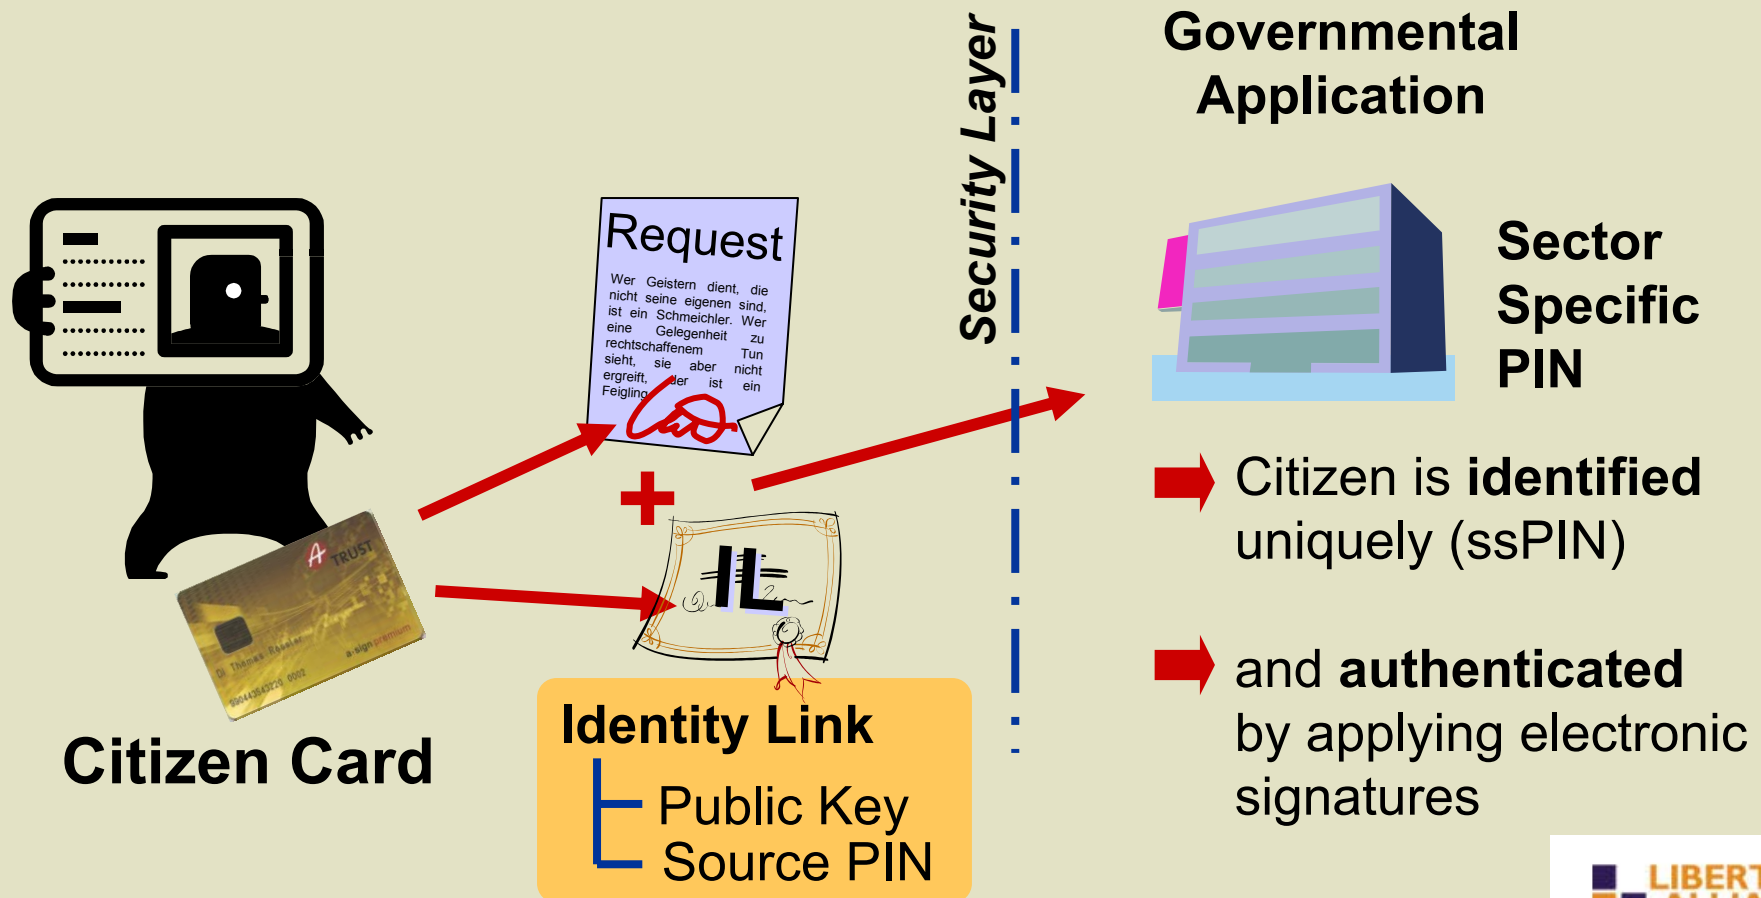 Security Layer
Governmental
Application
Request
Wer Geistern dient, die
nicht seine eigenen sind,
ist ein Schmeichler. Wer
eine Gelegenheit zu
rechtschaffenem Tun
sieht, sie aber nicht
ergreift, der ist ein
Feigling
Sector
Specific
PIN
Citizen is identified
uniquely (ssPIN)
and authenticated
by applying electronic
signatures
IL
A
TRUST
a-sign premium
DI Thomas Rössler
Citizen Card
Identity Link
Public Key
Source PIN
LIBERT